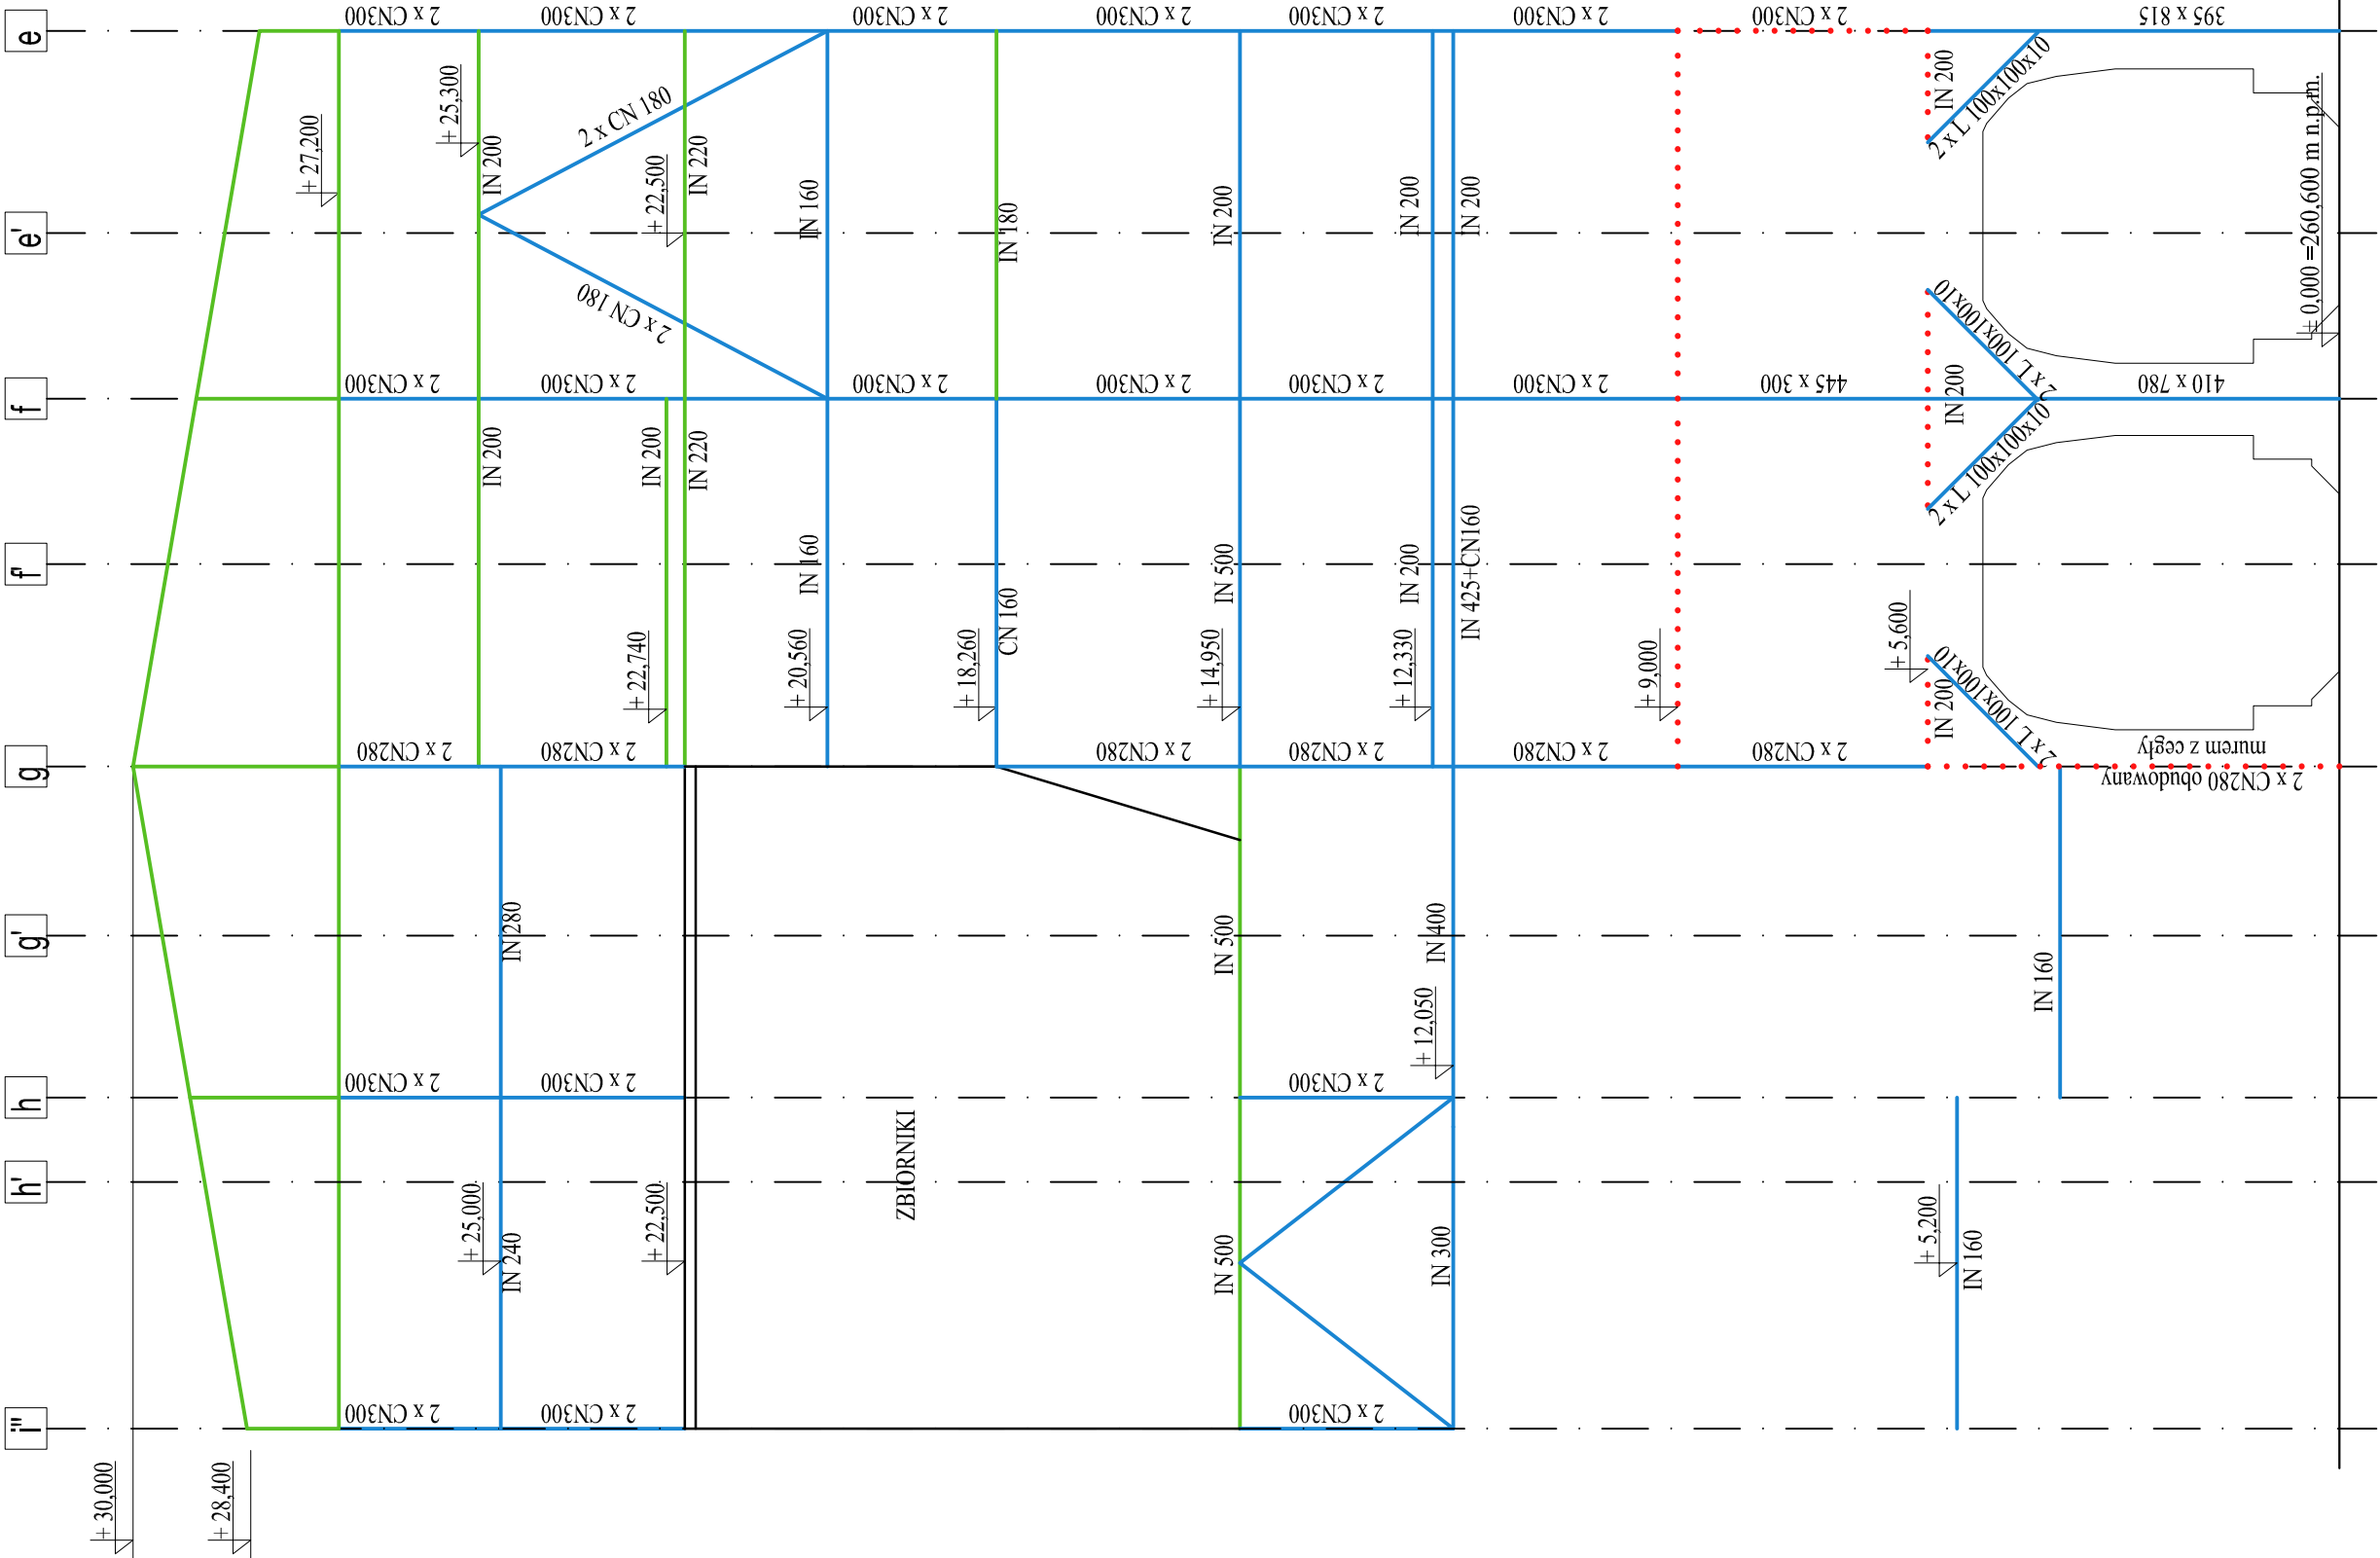 e
e'
f
f'
g
g'
h
h'
i"
2 x CN300
2 x CN300
2 x CN300
2 x CN300
2 x CN300
2 x CN300
2 x CN300
395 x 815
+ 27,200
+ 25,300
IN 200
2 x CN 180
+ 22,500
IN 220
IN 160
IN 180
IN 200
IN 200
IN 200
IN 200
2 x L 100x100x10
±0,000 =260,600 m n.p.m.
2 x CN 180
2 x L 100x100x10
2 x CN300
2 x CN300
2 x CN300
2 x CN300
2 x CN300
2 x CN300
445 x 300
IN 200
410 x 780
IN 200
IN 200
IN 220
2 x L 100x100x10
IN 160
CN 160
IN 500
IN 200
IN 425+CN160
+ 22,740
+ 20,560
+ 18,260
+ 14,950
+ 12,330
+ 9,000
+ 5,600
IN 200
2 x L 100x100x10
2 x CN280
2 x CN280
2 x CN280
2 x CN280
2 x CN280
2 x CN280
2 x CN280 obudowany
murem z cegły
IN 280
IN 500
IN 400
IN 160
+ 12,050
2 x CN300
2 x CN300
2 x CN300
ZBIORNIKI
+ 25,000
IN 240
+ 22,500
IN 500
IN 300
+ 5,200
IN 160
2 x CN300
2 x CN300
2 x CN300
+ 30,000
+ 28,400